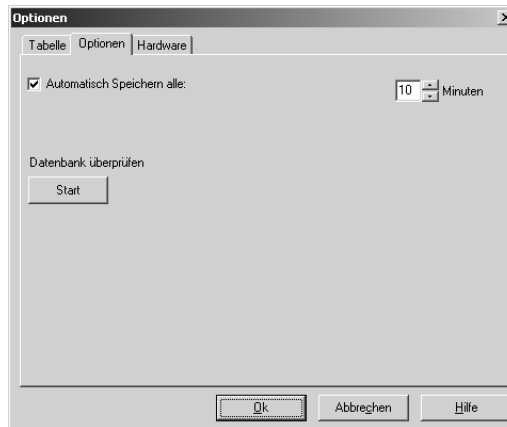 Optionen
Tabelle Optionen Hardware
Automatisch Speichern alle: 10 Minuten
Datenbank überprüfen
Start
Ok Abbrechen Hilfe